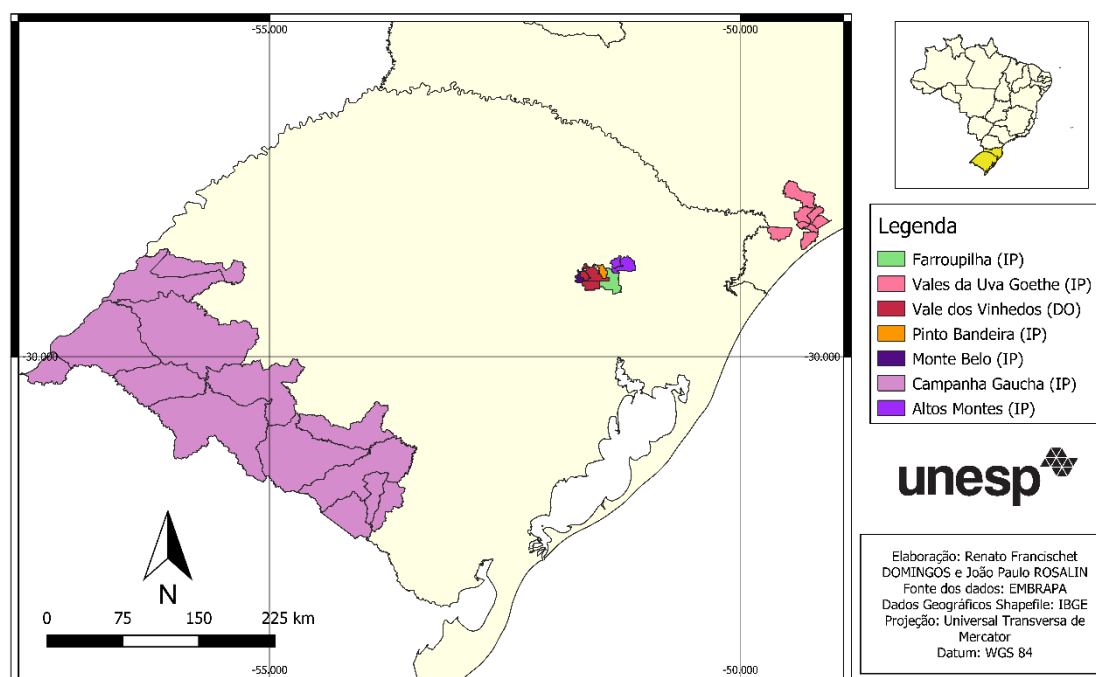 -55.000
-50.000
-30.000
-30.000
-55.000
-50.000
N
0 75 150 225 km
Legenda
Farroupilha (IP)
Vales da Uva Goethe (IP)
Vale dos Vinhedos (DO)
Pinto Bandeira (IP)
Monte Belo (IP)
Campanha Gaucha (IP)
Altos Montes (IP)
unesp
Elaboração: Renato Francischet
DOMINGOS e João Paulo ROSALIN
Fonte dos dados: EMBRAPA
Dados Geográficos Shapefile: IBGE
Projeção: Universal Transversa de
Mercator
Datum: WGS 84